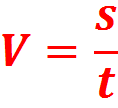 V = s/t